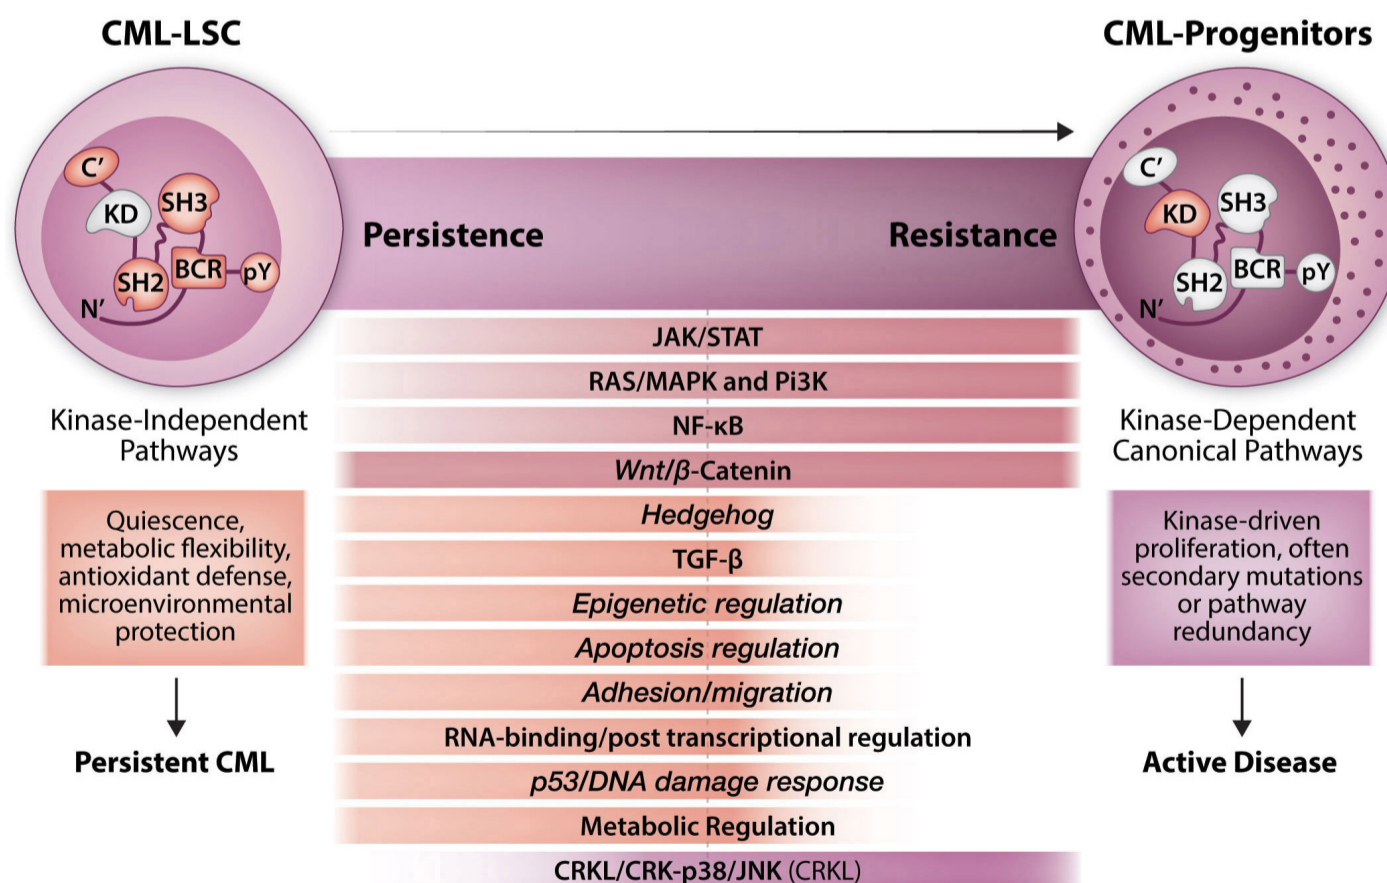 CML-LSC
CML-Progenitors
C′
KD
SH3
SH2
BCR
pY
N′
Persistence
Resistance
C′
KD
SH3
SH2
BCR
pY
N′
Kinase-Independent
Pathways
Quiescence,
metabolic flexibility,
antioxidant defense,
microenvironmental
protection
Persistent CML
JAK/STAT
RAS/MAPK and Pi3K
NF-κB
Wnt/β-Catenin
Hedgehog
TGF-β
Epigenetic regulation
Apoptosis regulation
Adhesion/migration
RNA-binding/post transcriptional regulation
p53/DNA damage response
Metabolic Regulation
CRKL/CRK-p38/JNK (CRKL)
Kinase-Dependent
Canonical Pathways
Kinase-driven
proliferation, often
secondary mutations
or pathway
redundancy
Active Disease